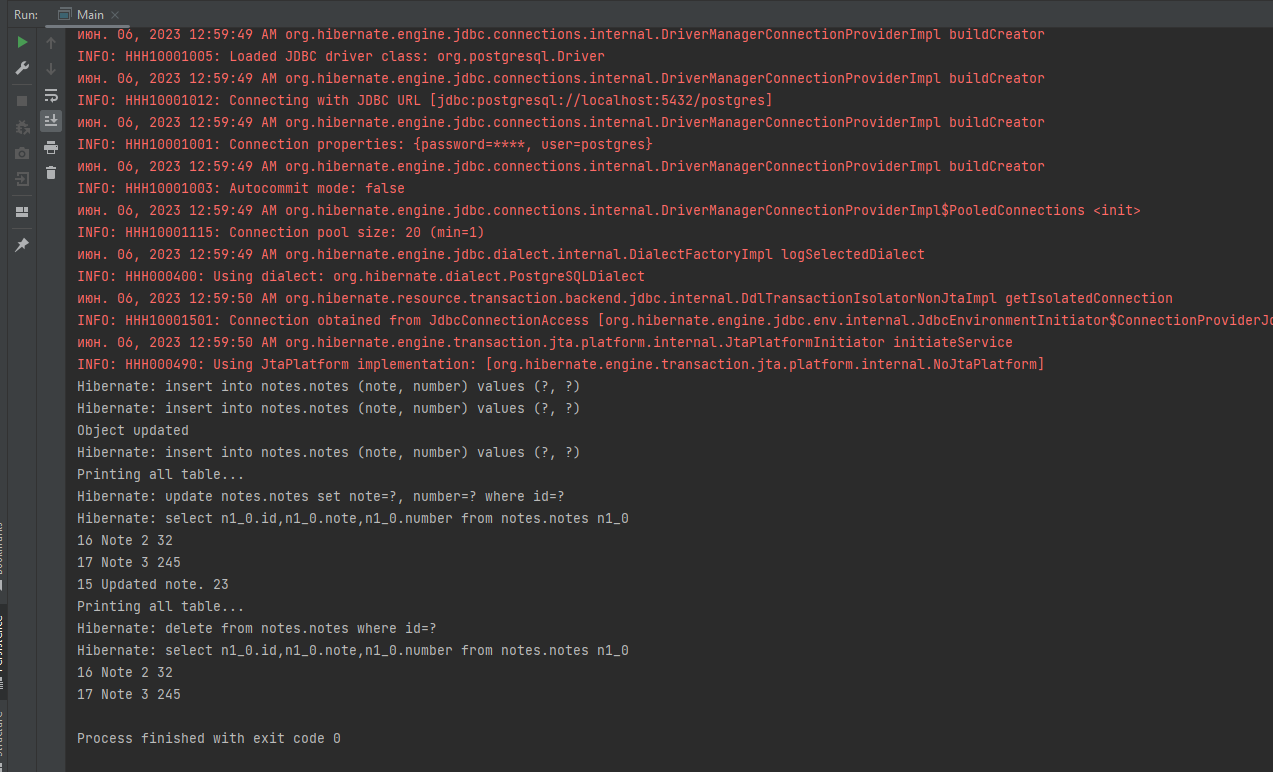 Run:
Main
июн. 06, 2023 12:59:49 AM org.hibernate.engine.jdbc.connections.internal.DriverManagerConnectionProviderImpl buildCreator
INFO: HHH10001005: Loaded JDBC driver class: org.postgresql.Driver
июн. 06, 2023 12:59:49 AM org.hibernate.engine.jdbc.connections.internal.DriverManagerConnectionProviderImpl buildCreator
INFO: HHH10001012: Connecting with JDBC URL [jdbc:postgresql://localhost:5432/postgres]
июн. 06, 2023 12:59:49 AM org.hibernate.engine.jdbc.connections.internal.DriverManagerConnectionProviderImpl buildCreator
INFO: HHH10001001: Connection properties: {password=****, user=postgres}
июн. 06, 2023 12:59:49 AM org.hibernate.engine.jdbc.connections.internal.DriverManagerConnectionProviderImpl buildCreator
INFO: HHH10001003: Autocommit mode: false
июн. 06, 2023 12:59:49 AM org.hibernate.engine.jdbc.connections.internal.DriverManagerConnectionProviderImpl$PooledConnections <init>
INFO: HHH10001115: Connection pool size: 20 (min=1)
июн. 06, 2023 12:59:49 AM org.hibernate.engine.jdbc.dialect.internal.DialectFactoryImpl logSelectedDialect
INFO: HHH000400: Using dialect: org.hibernate.dialect.PostgreSQLDialect
июн. 06, 2023 12:59:50 AM org.hibernate.resource.transaction.backend.jdbc.internal.DdlTransactionIsolatorNonJtaImpl getIsolatedConnection
INFO: HHH10001501: Connection obtained from JdbcConnectionAccess [org.hibernate.engine.jdbc.env.internal.JdbcEnvironmentInitiator$ConnectionProviderJ
июн. 06, 2023 12:59:50 AM org.hibernate.engine.transaction.jta.platform.internal.JtaPlatformInitiator initiateService
INFO: HHH000490: Using JtaPlatform implementation: [org.hibernate.engine.transaction.jta.platform.internal.NoJtaPlatform]
Hibernate: insert into notes.notes (note, number) values (?, ?)
Hibernate: insert into notes.notes (note, number) values (?, ?)
Object updated
Hibernate: insert into notes.notes (note, number) values (?, ?)
Printing all table...
Hibernate: update notes.notes set note=?, number=? where id=?
Hibernate: select n1_0.id,n1_0.note,n1_0.number from notes.notes n1_0
16 Note 2 32
17 Note 3 245
15 Updated note. 23
Printing all table...
Hibernate: delete from notes.notes where id=?
Hibernate: select n1_0.id,n1_0.note,n1_0.number from notes.notes n1_0
16 Note 2 32
17 Note 3 245
Process finished with exit code 0